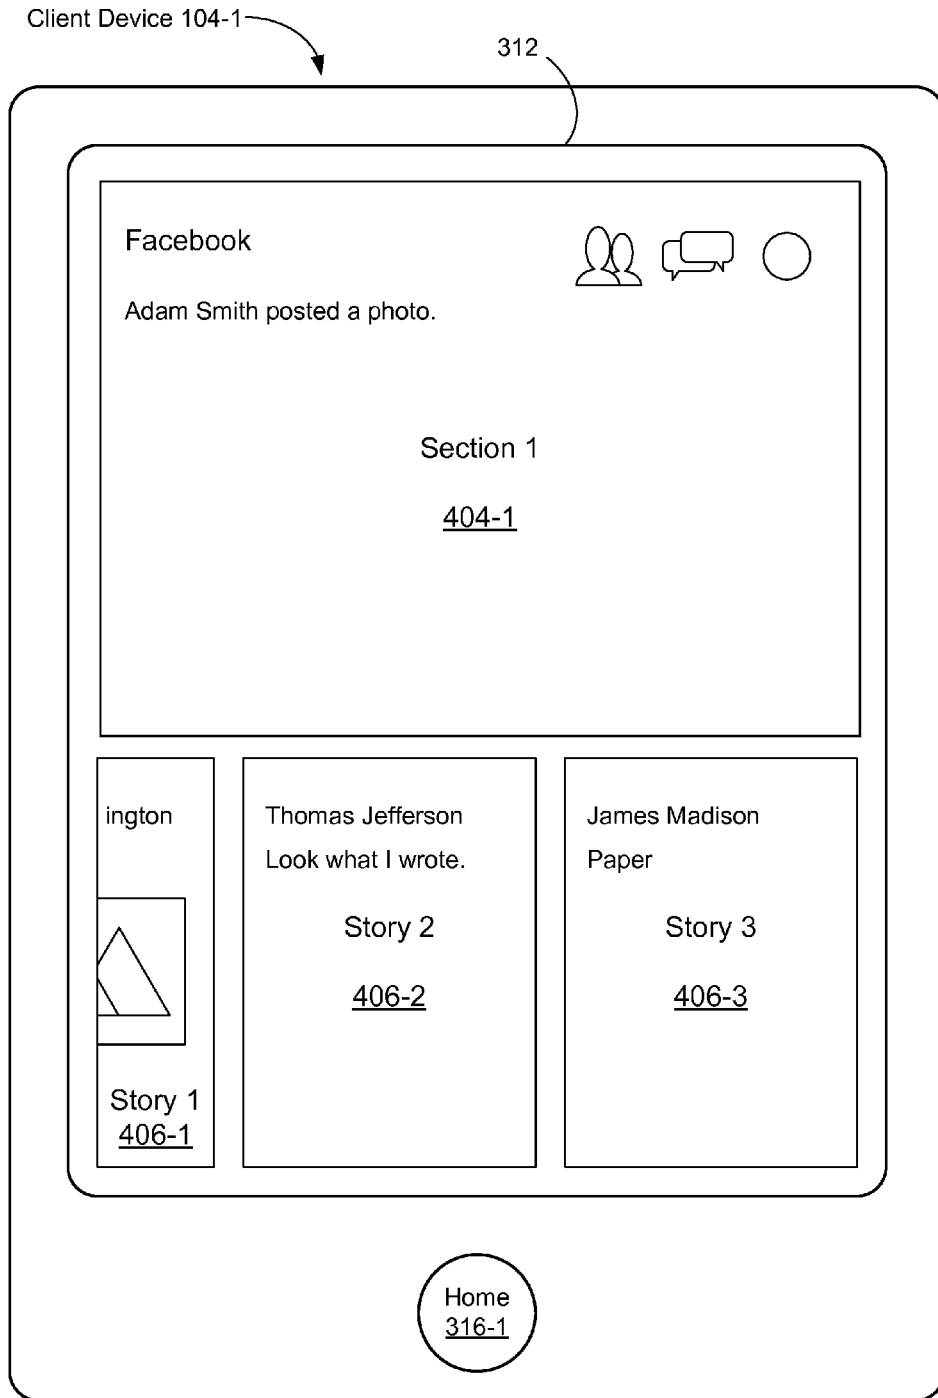 Client Device 104-1
312
Facebook
Adam Smith posted a photo.
Section 1
404-1
ington
Story 1
406-1
Thomas Jefferson
Look what I wrote.
Story 2
406-2
James Madison
Paper
Story 3
406-3
Home
316-1